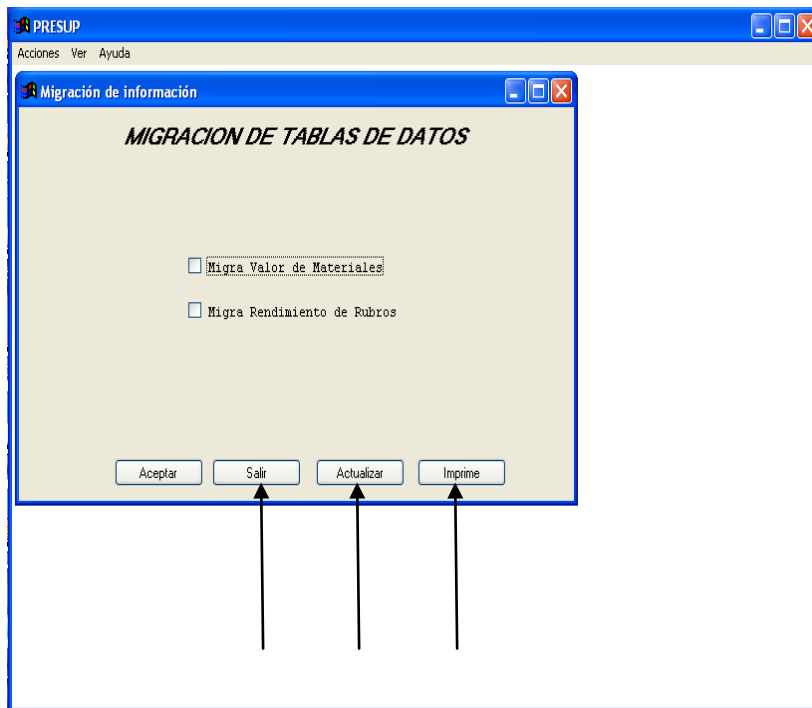 PRESUP
Acciones Ver Ayuda
Migración de información
MIGRACION DE TABLAS DE DATOS
Migra Valor de Materiales
Migra Rendimiento de Rubros
Aceptar Salir Actualizar Imprime